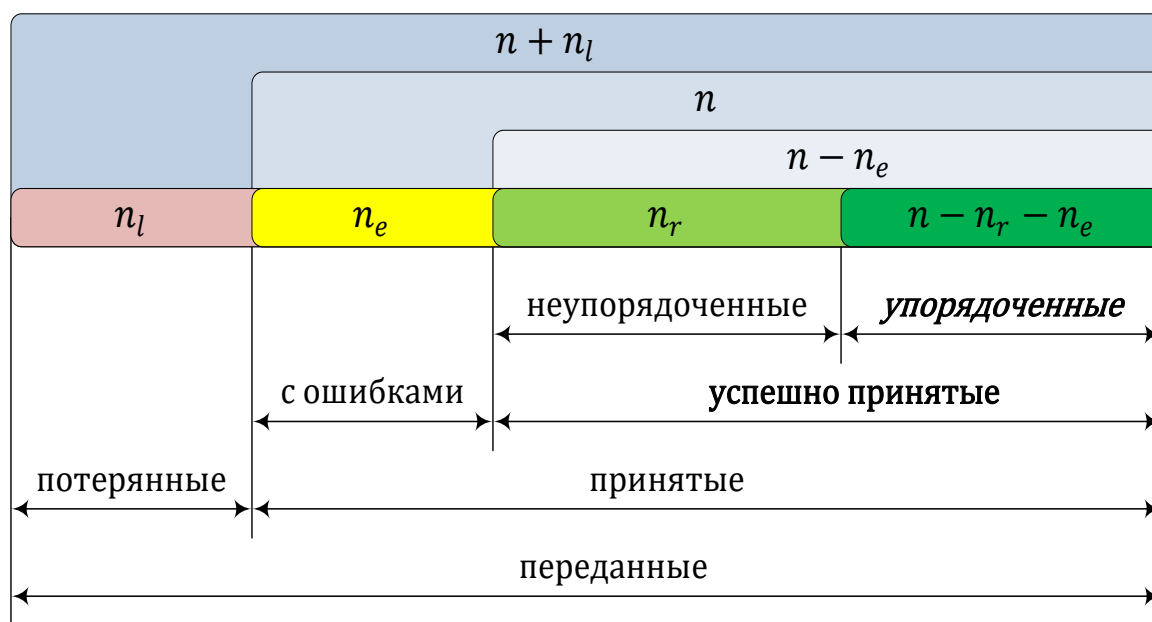 n + n_l
n
n − n_e
n_l n_e n_r n − n_r − n_e
неупорядоченные упорядоченные
с ошибками успешно принятые
потерянные принятые
переданные